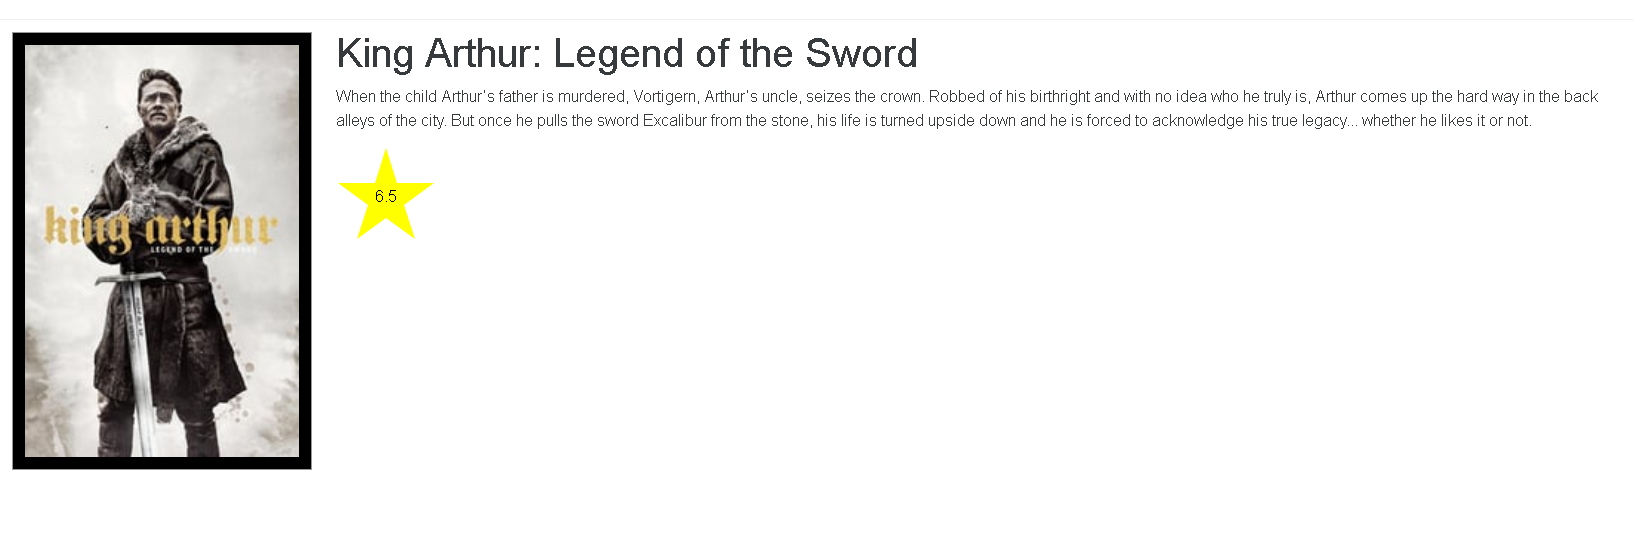 King Arthur: Legend of the Sword
When the child Arthur's father is murdered, Vortigern, Arthur's uncle, seizes the crown. Robbed of his birthright and with no idea who he truly is, Arthur comes up the hard way in the back
alleys of the city. But once he pulls the sword Excalibur from the stone, his life is turned upside down and he is forced to acknowledge his true legacy... whether he likes it or not.
6.5
king arthur
LEGEND OF THE SWORD